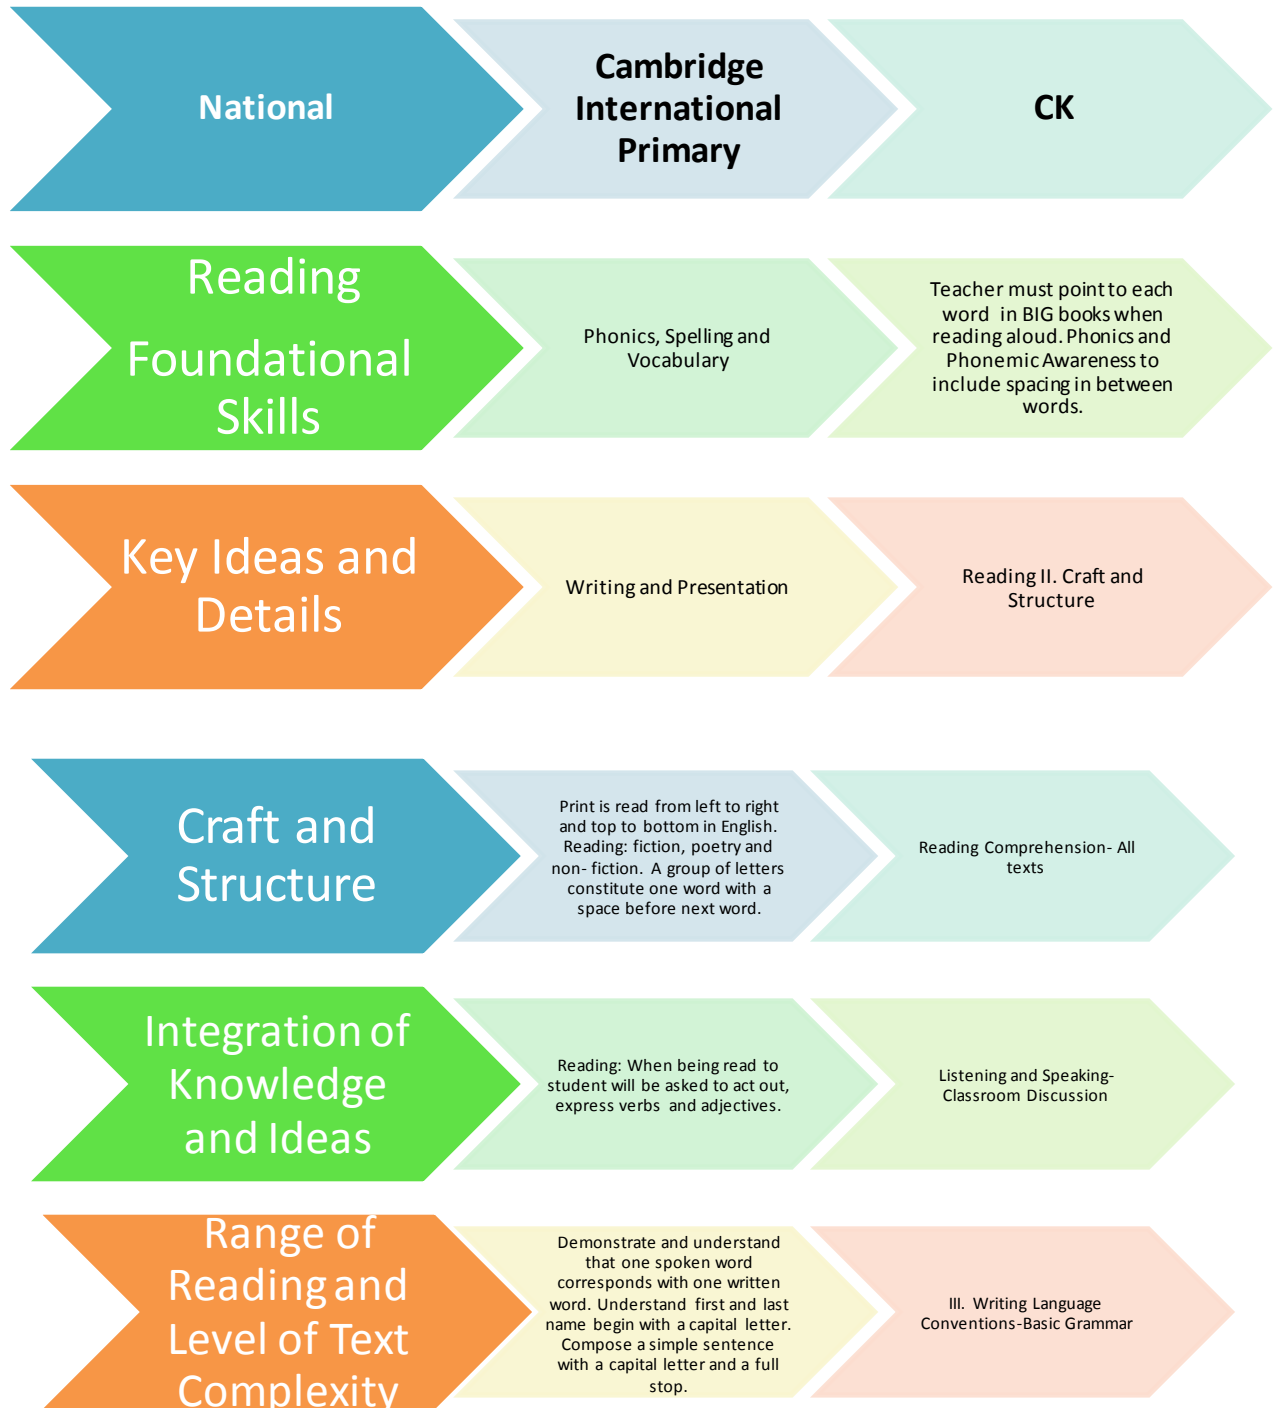 National
Cambridge
International
Primary
CK
Reading
Foundational
Skills
Phonics, Spelling and
Vocabulary
Teacher must point to each
word in BIG books when
reading aloud. Phonics and
Phonemic Awareness to
include spacing in between
words.
Key Ideas and
Details
Writing and Presentation
Reading II. Craft and
Structure
Craft and
Structure
Print is read from left to right
and top to bottom in English.
Reading: fiction, poetry and
non- fiction. A group of letters
constitute one word with a
space before next word.
Reading Comprehension- All
texts
Integration of
Knowledge
and Ideas
Reading: When being read to
student will be asked to act out,
express verbs and adjectives.
Listening and Speaking-
Classroom Discussion
Range of
Reading and
Level of Text
Complexity
Demonstrate and understand
that one spoken word
corresponds with one written
word. Understand first and last
name begin with a capital letter.
Compose a simple sentence
with a capital letter and a full
stop.
III. Writing Language
Conventions-Basic Grammar